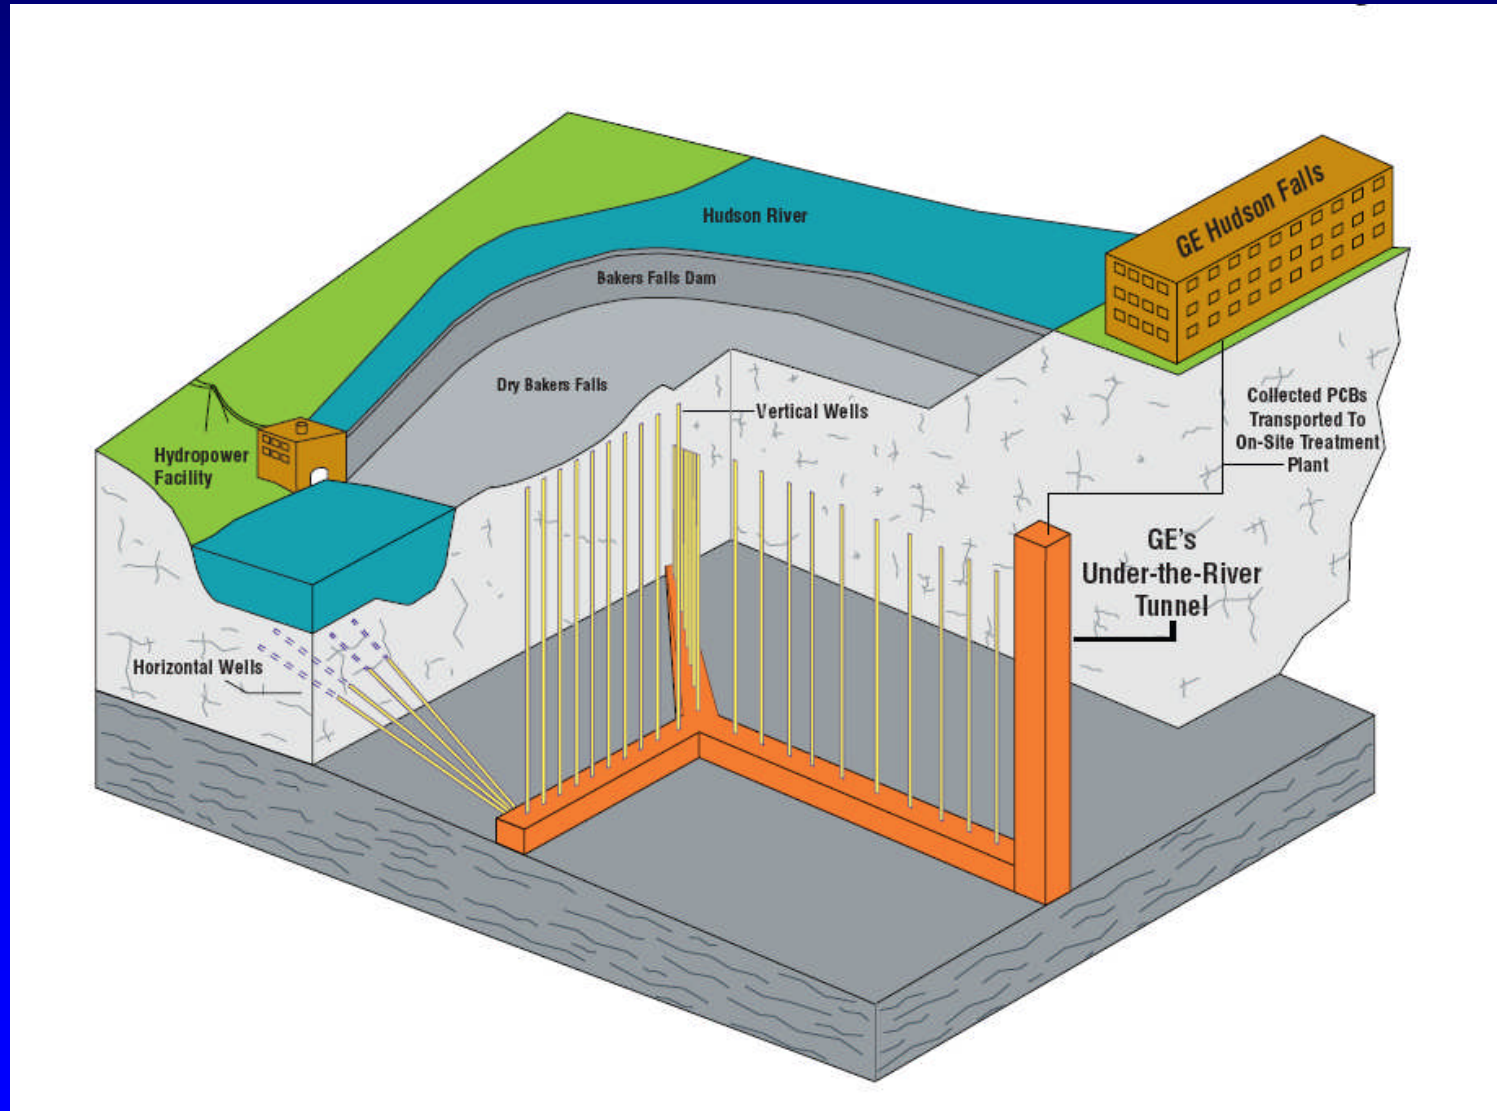 GE Hudson Falls
Hudson River
Bakers Falls Dam
Dry Bakers Falls
Vertical Wells
Collected PCBs
Transported To
On-Site Treatment
Plant
Hydropower
Facility
GE's
Under-the-River
Tunnel
Horizontal Wells